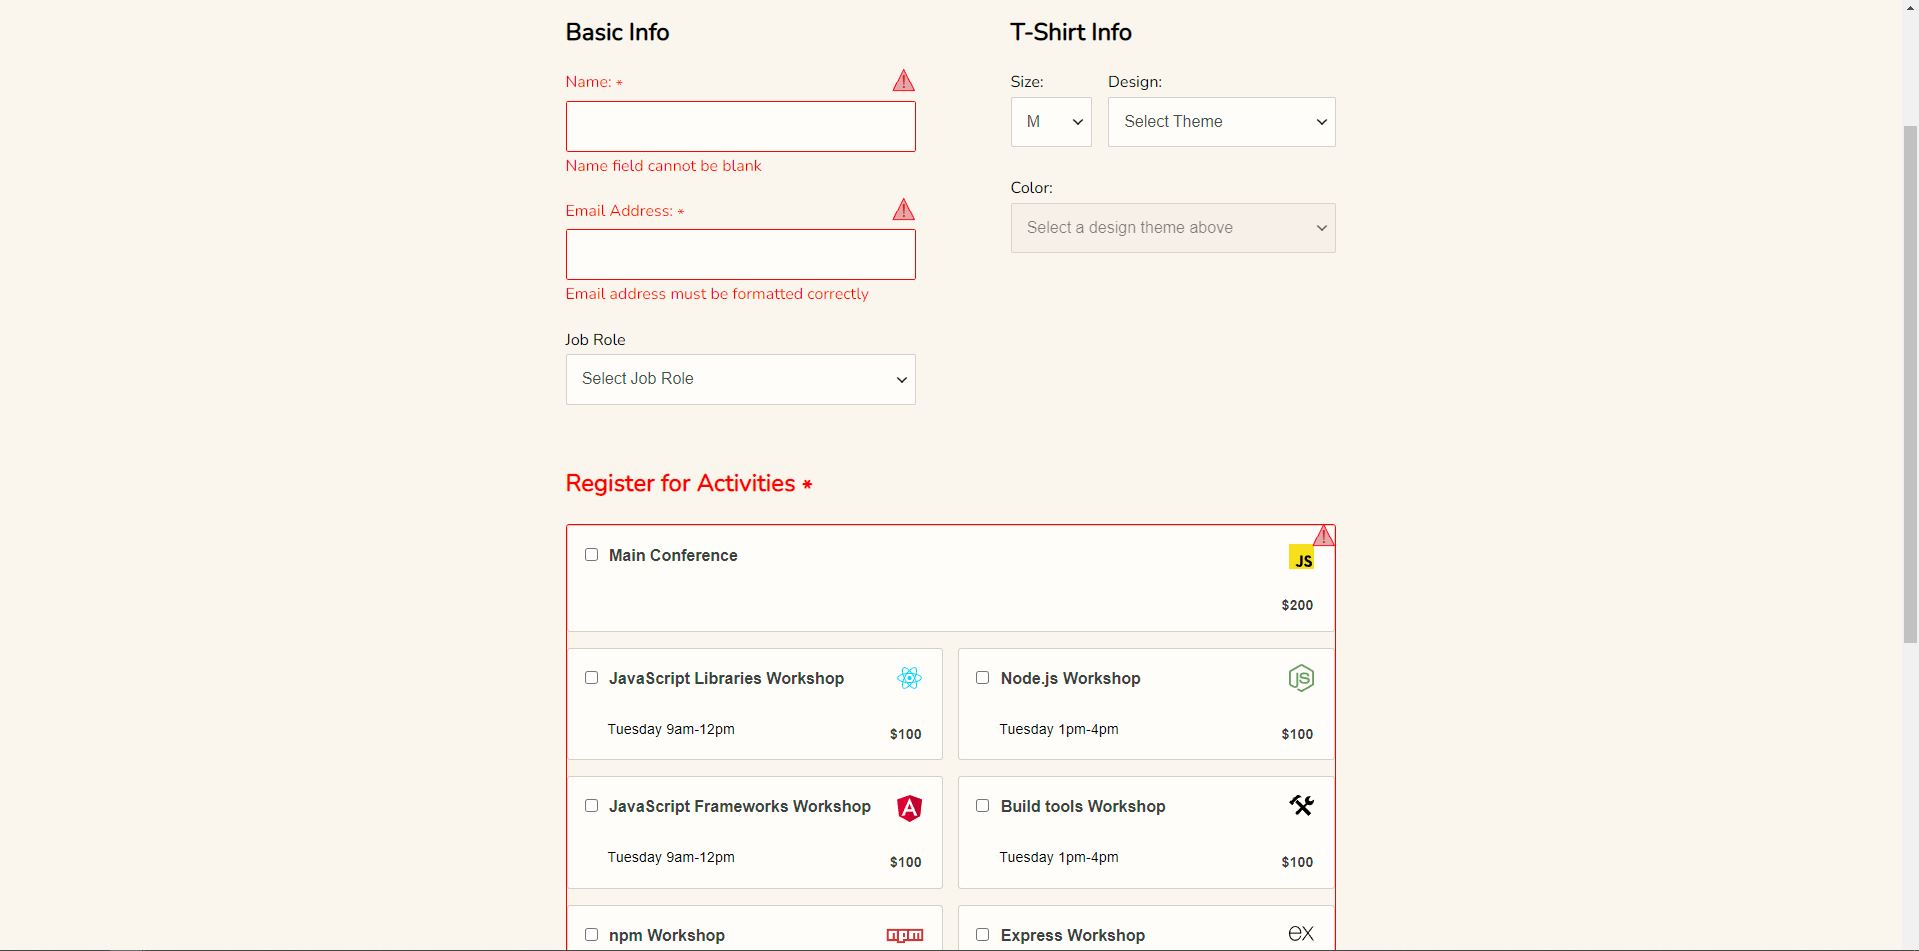 Basic Info
Name: *
Name field cannot be blank
Email Address: *
Email address must be formatted correctly
Job Role
Select Job Role
T-Shirt Info
Size:
M
Design:
Select Theme
Color:
Select a design theme above
Register for Activities *
Main Conference
JS
$200
JavaScript Libraries Workshop
Tuesday 9am-12pm
$100
Node.js Workshop
JS
Tuesday 1pm-4pm
$100
JavaScript Frameworks Workshop
A
Tuesday 9am-12pm
$100
Build tools Workshop
Tuesday 1pm-4pm
$100
npm Workshop
npm
Express Workshop
ex